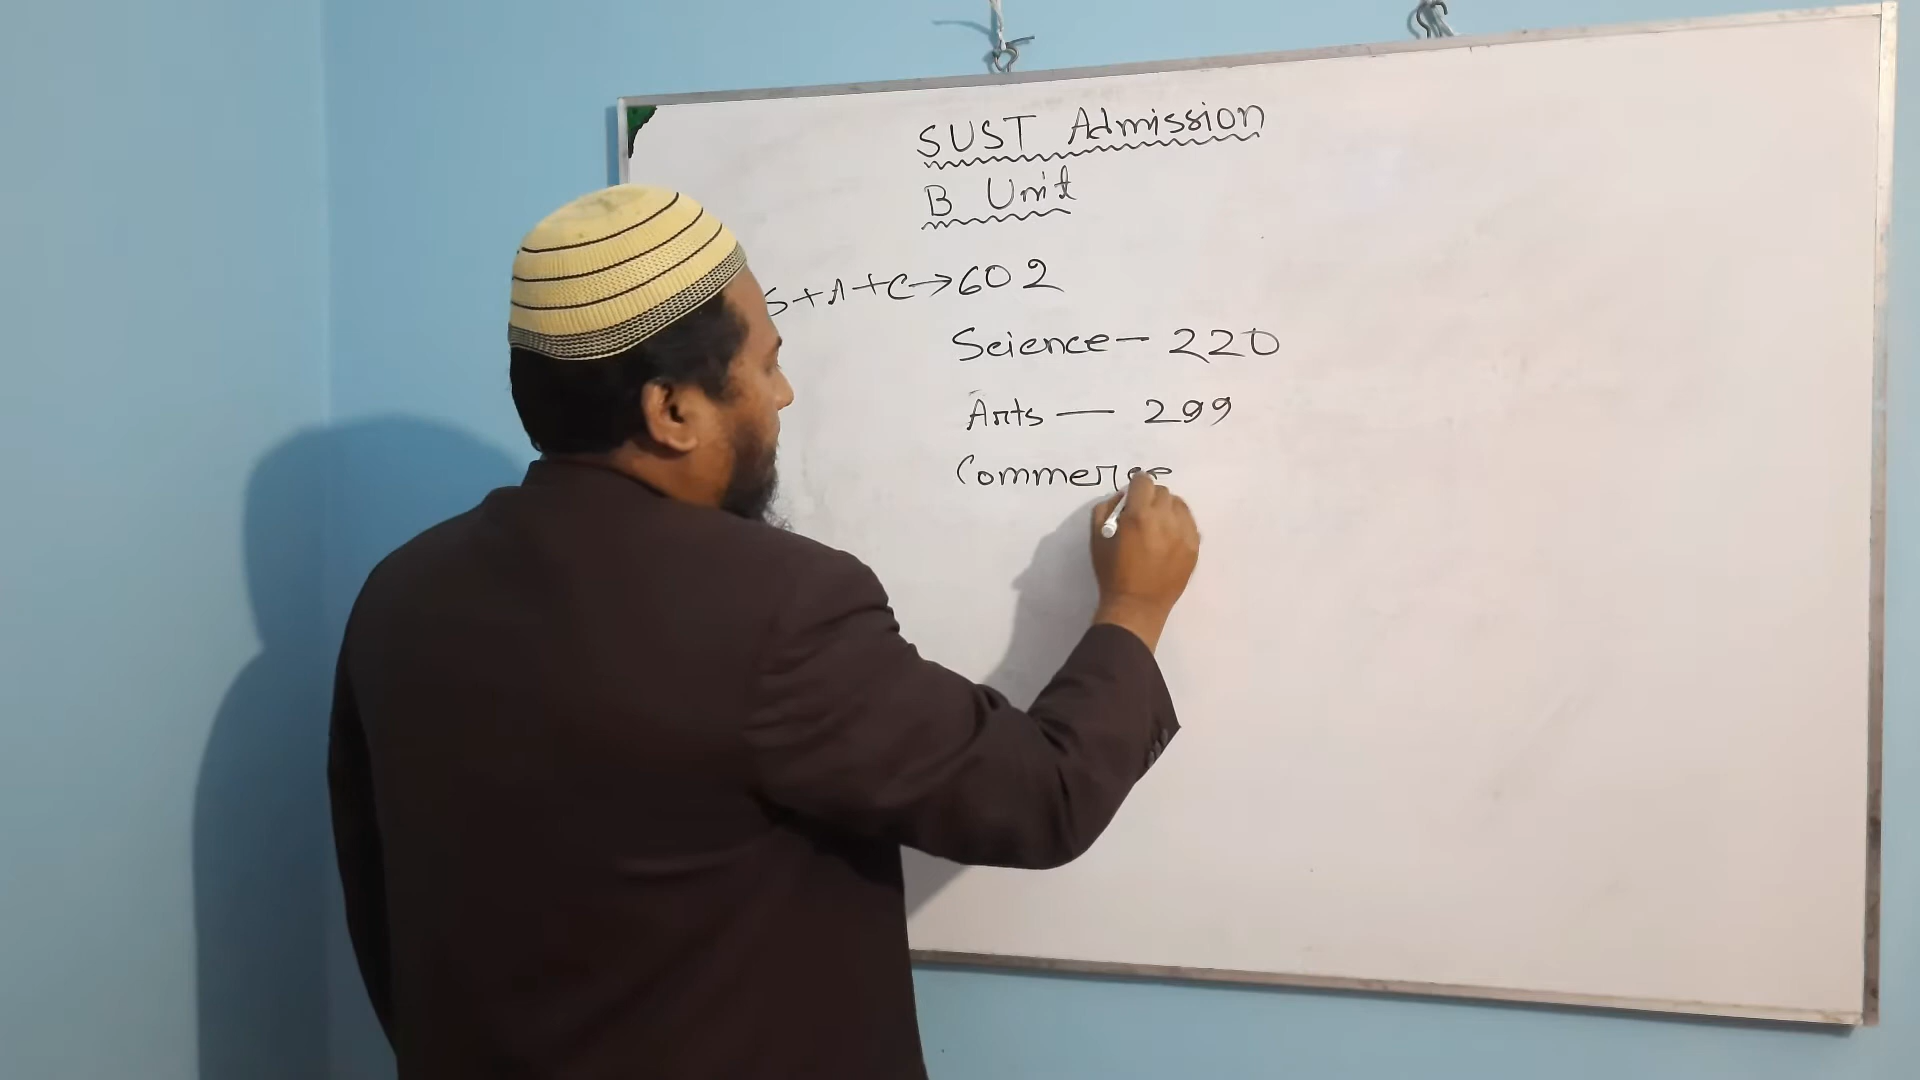 SUST Admission
B Unit
S+A+C→602
Science - 220
Arts — 299
Commerce